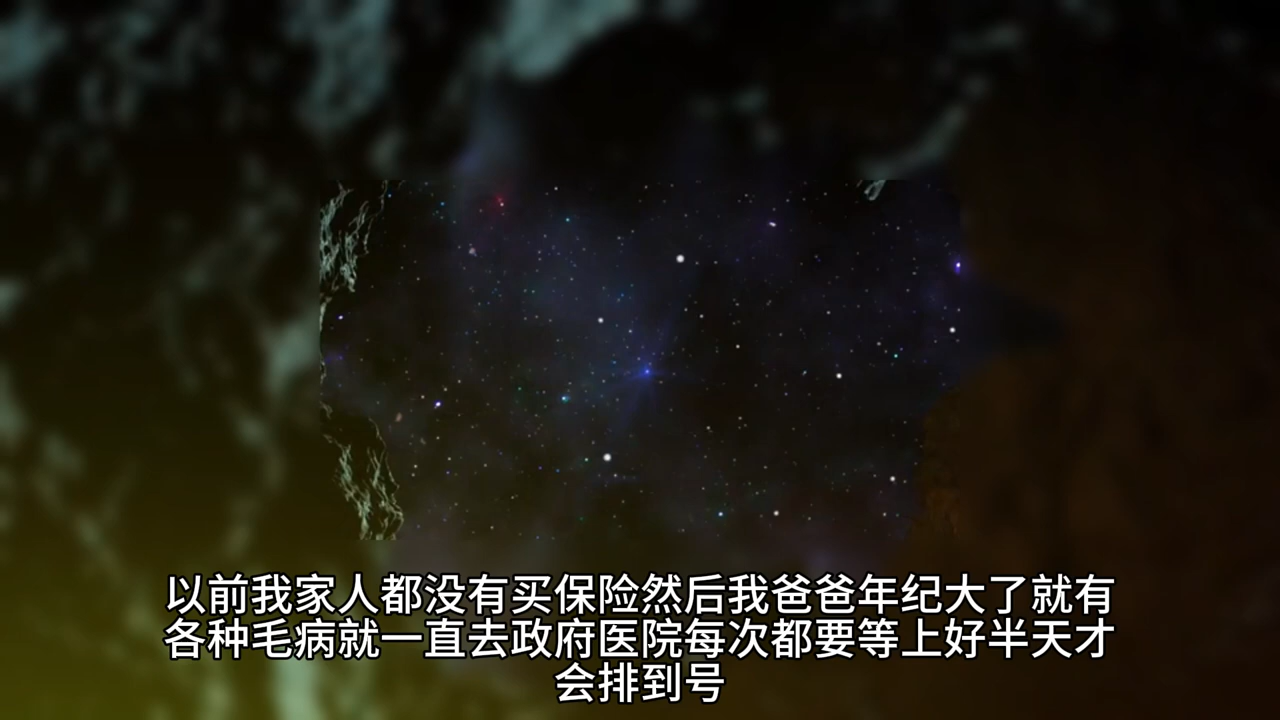 以前我家人都没有买保险然后我爸爸年纪大了就有
各种毛病就一直去政府医院每次都要等上好半天才
会排到号